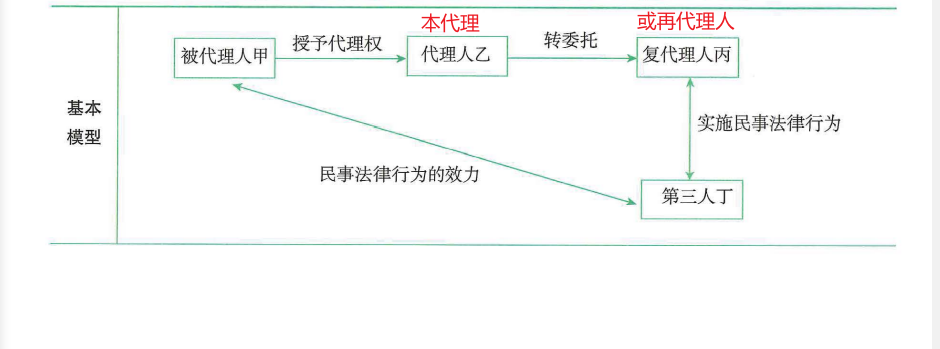 本代理
或再代理人
被代理人甲
授予代理权
代理人乙
转委托
复代理人丙
基本
模型
实施民事法律行为
民事法律行为的效力
第三人丁